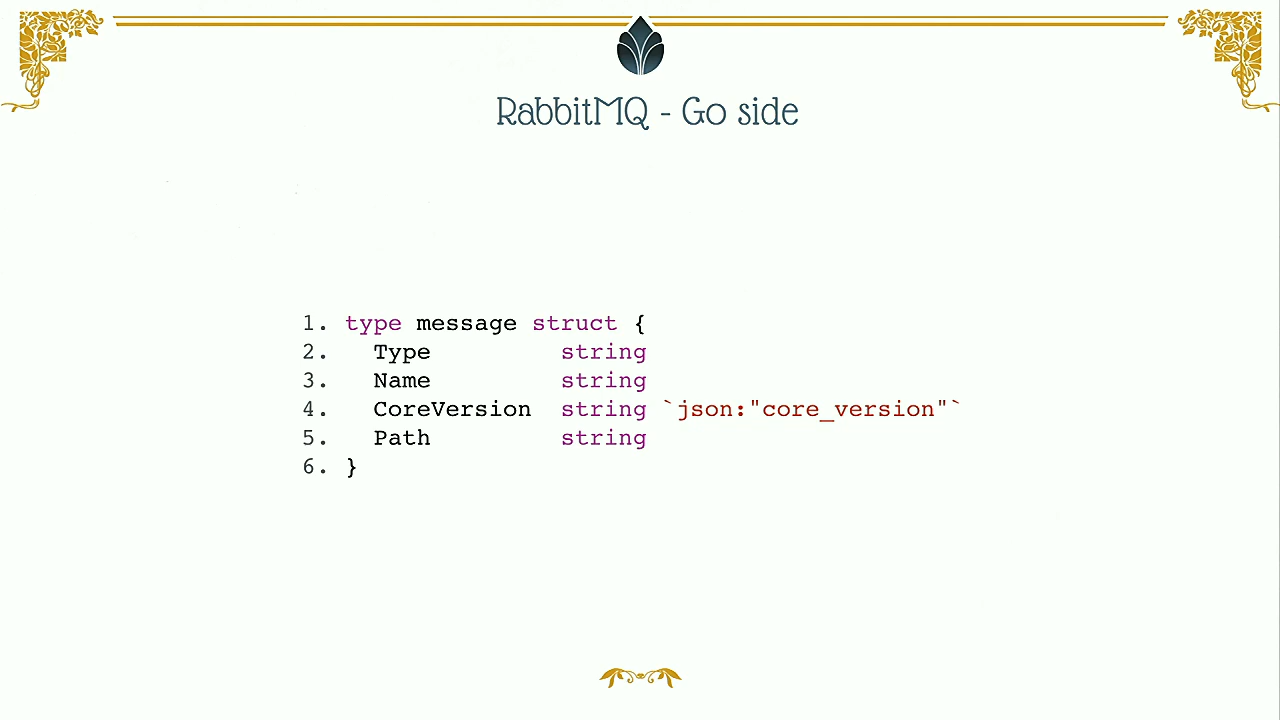 RabbitMQ - Go side
1. type message struct {
2.   Type         string
3.   Name         string
4.   CoreVersion  string `json:"core_version"`
5.   Path         string
6. }